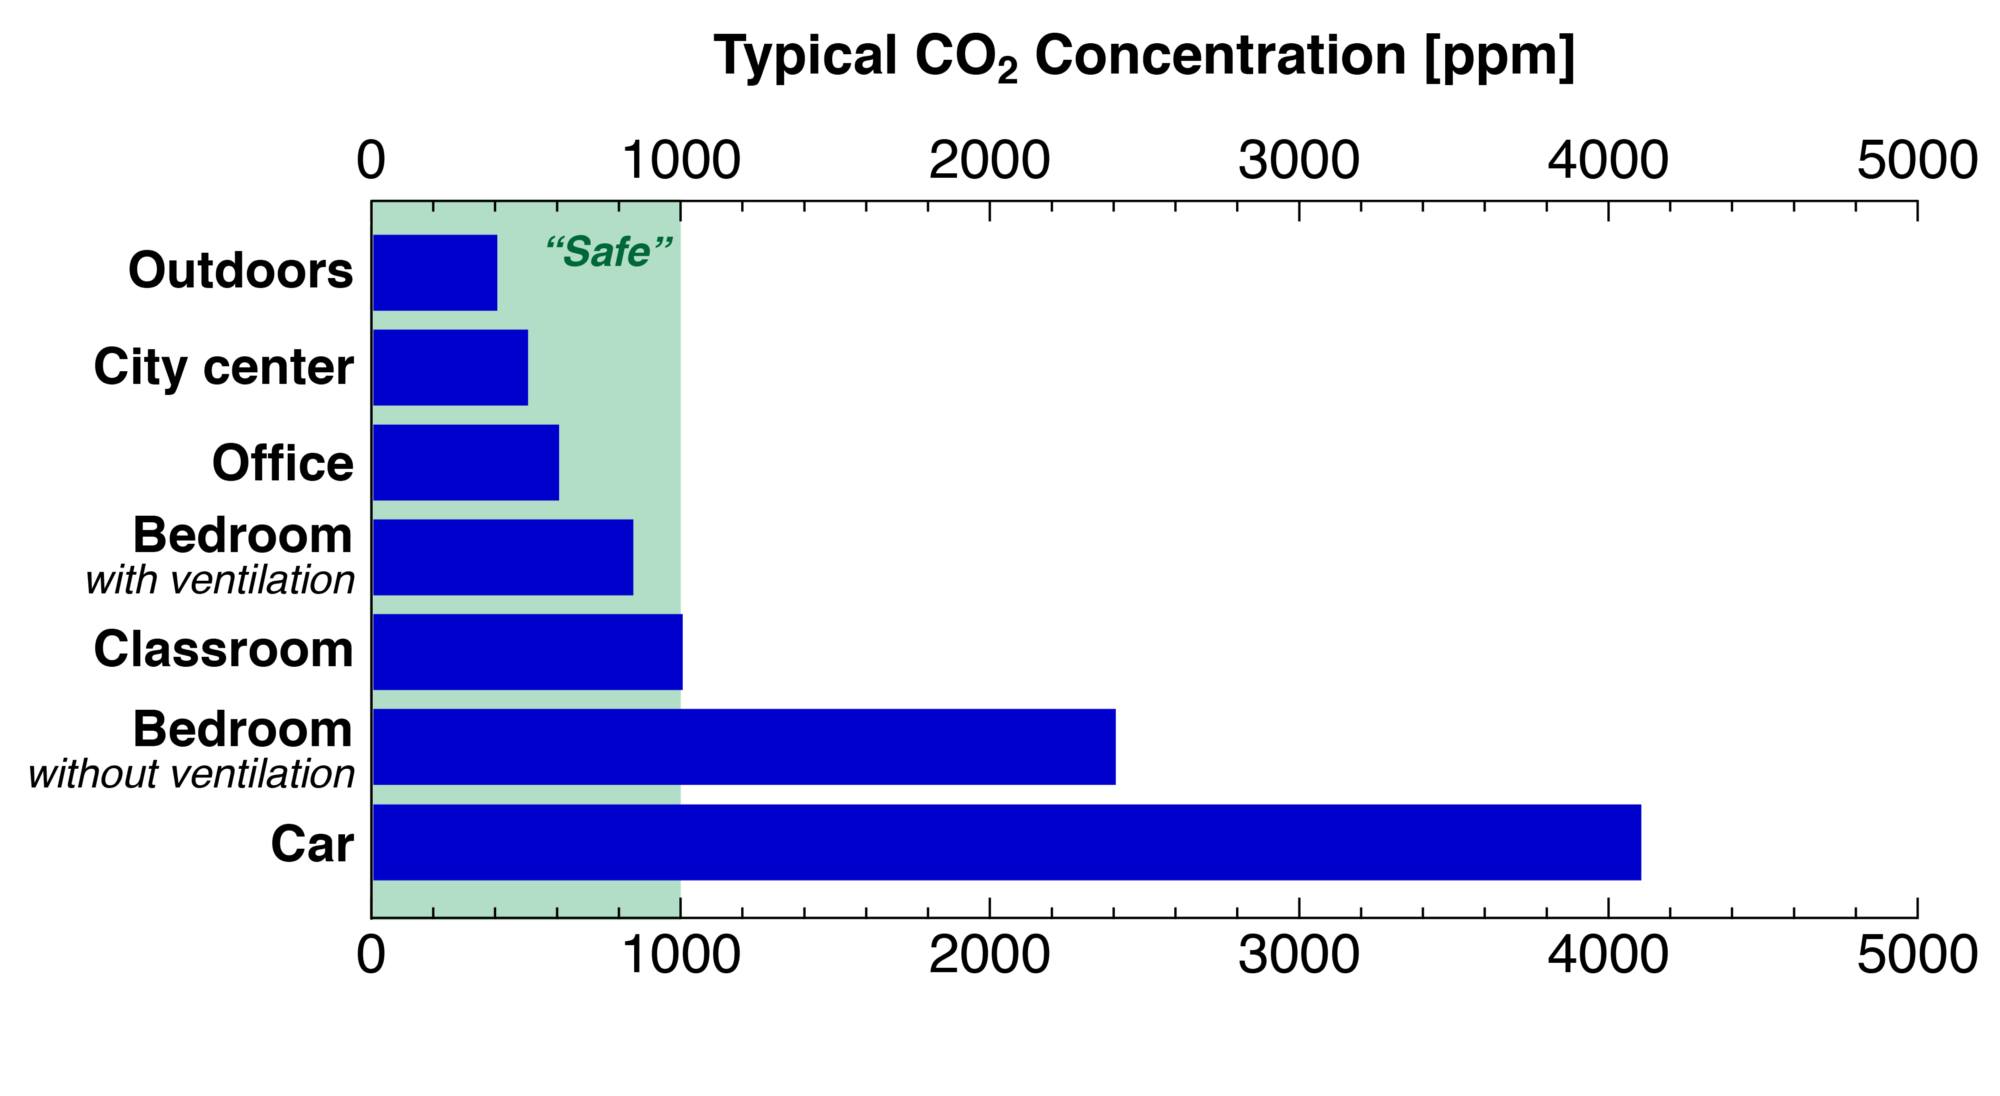 Typical CO₂ Concentration [ppm]
0 1000 2000 3000 4000 5000
“Safe”
Outdoors
City center
Office
Bedroom
with ventilation
Classroom
Bedroom
without ventilation
Car
0 1000 2000 3000 4000 5000